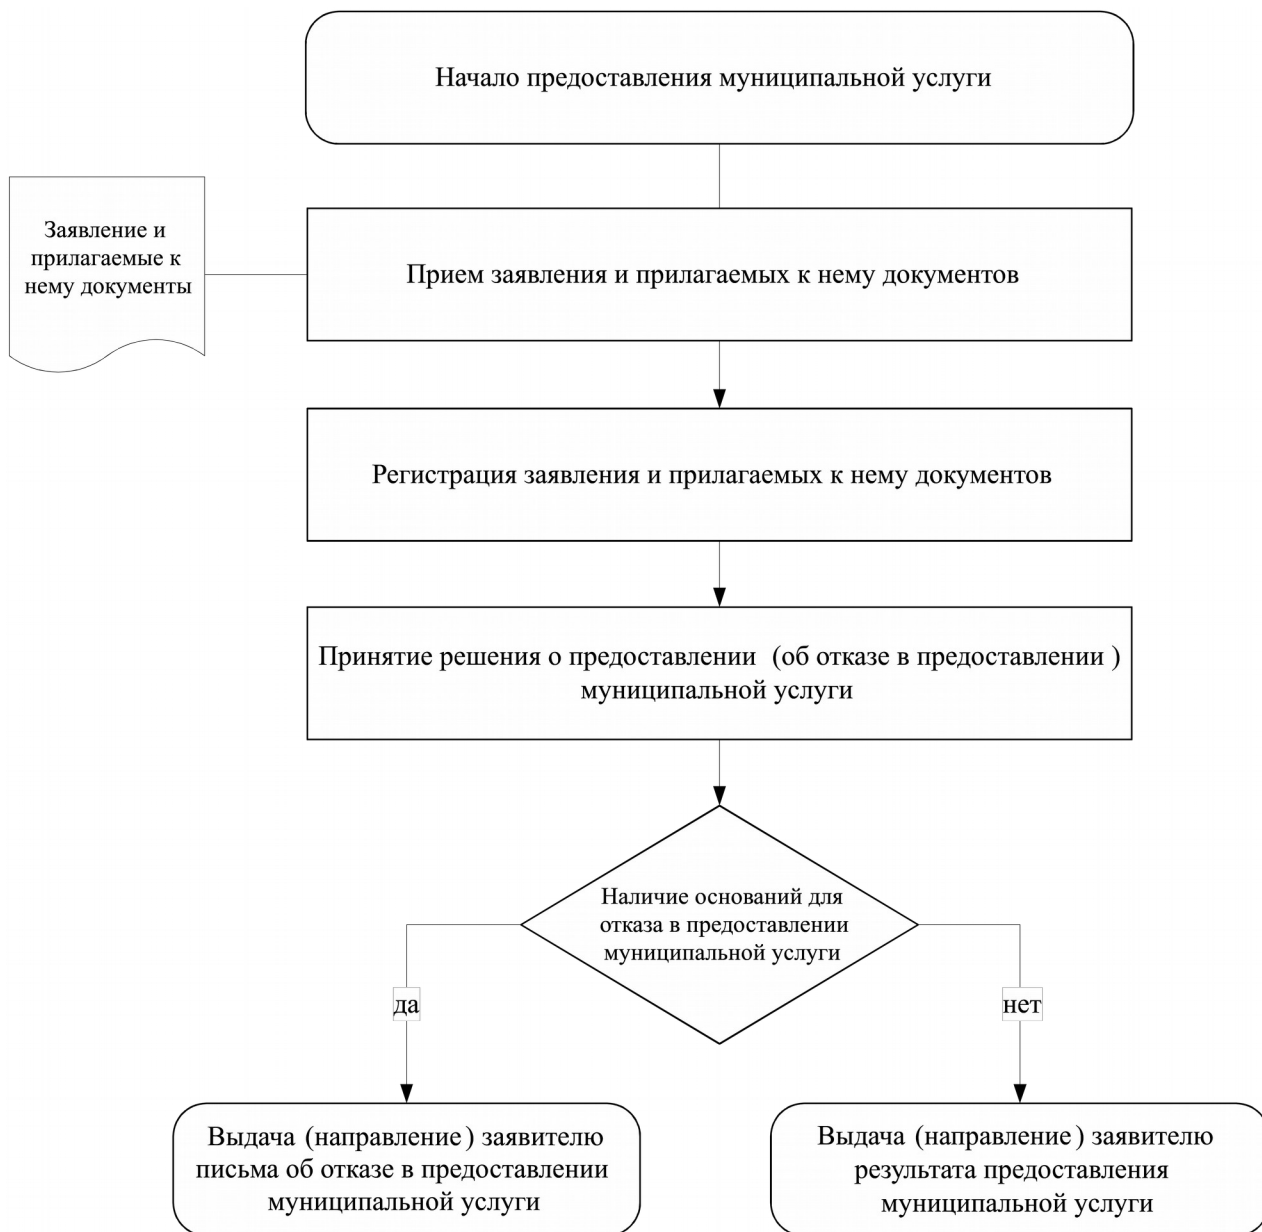 Начало предоставления муниципальной услуги
Заявление и
прилагаемые к
нему документы
Прием заявления и прилагаемых к нему документов
Регистрация заявления и прилагаемых к нему документов
Принятие решения о предоставлении (об отказе в предоставлении )
муниципальной услуги
Наличие оснований для
отказа в предоставлении
муниципальной услуги
да
нет
Выдача (направление ) заявителю
письма об отказе в предоставлении
муниципальной услуги
Выдача (направление ) заявителю
результата предоставления
муниципальной услуги